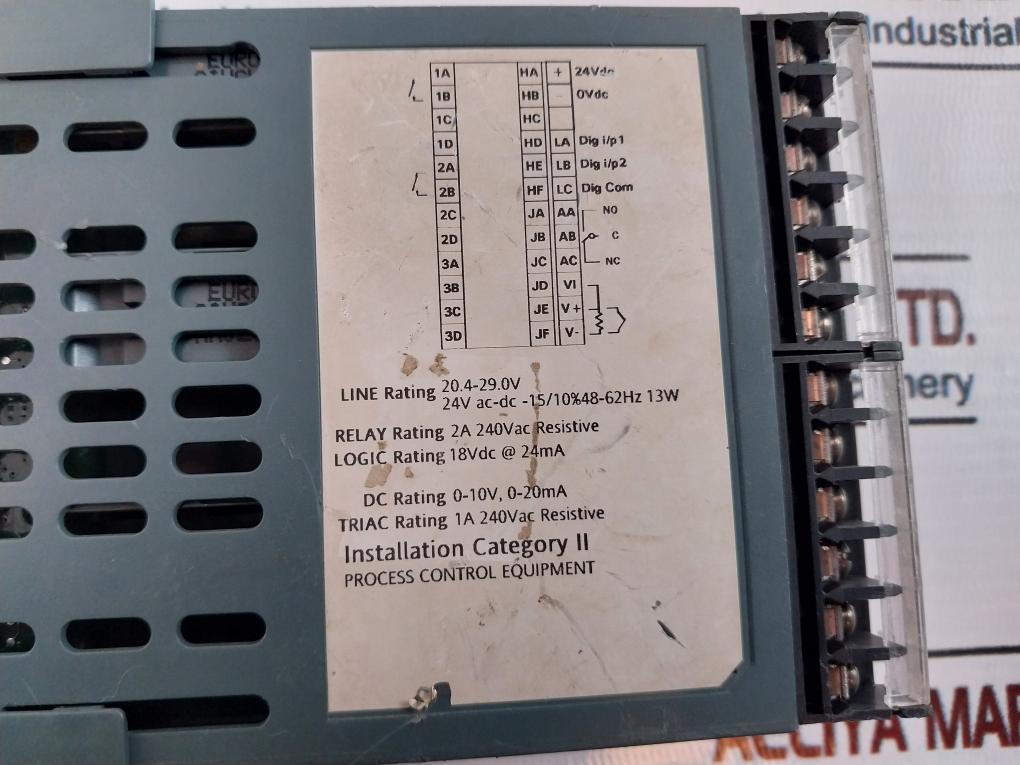 EURO
Industrial
1A HA + 24Vdc
1B HB - 0Vdc
1C HC
1D HD LA Dig i/p1
2A HE LB Dig i/p2
2B HF LC Dig Com
2C JA AA NO
2D JB AB C
3A JC AC NC
3B JD VI
3C JE V+
3D JF V-
EURO
TD.
nery
LINE Rating 20.4-29.0V
24V ac-dc -15/10%48-62Hz 13W
RELAY Rating 2A 240Vac Resistive
LOGIC Rating 18Vdc @ 24mA
DC Rating 0-10V, 0-20mA
TRIAC Rating 1A 240Vac Resistive
Installation Category II
PROCESS CONTROL EQUIPMENT
MAR